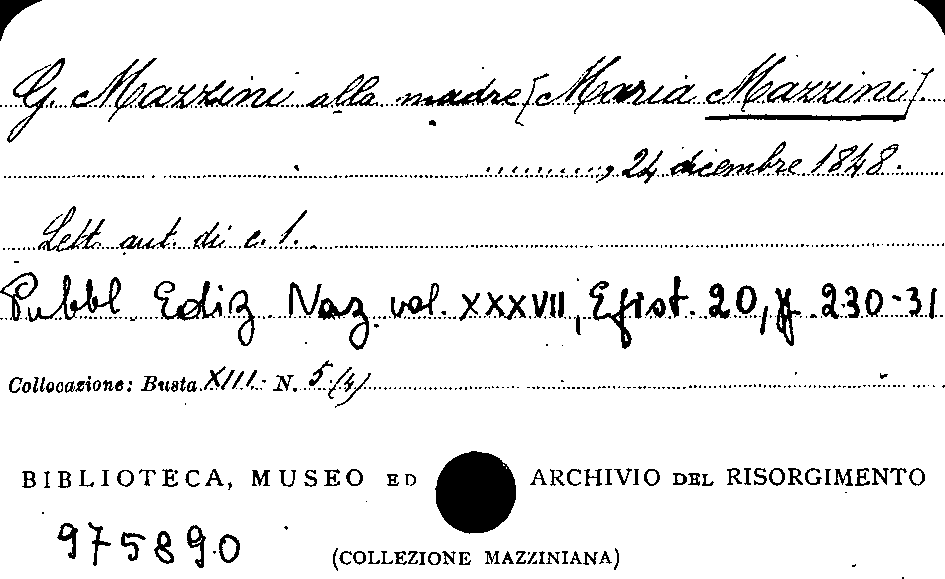 G. Mazzini alla madre [Maria Mazzini].
........., 24 dicembre 1848.
Lett. aut. di c. 1.
Pubbl. Ediz. Naz. vol. XXXVII, Epist. 20, p. 230-31
Collocazione: Busta XIII. N. 5 (4)
BIBLIOTECA, MUSEO ED ARCHIVIO DEL RISORGIMENTO
975890
(COLLEZIONE MAZZINIANA)